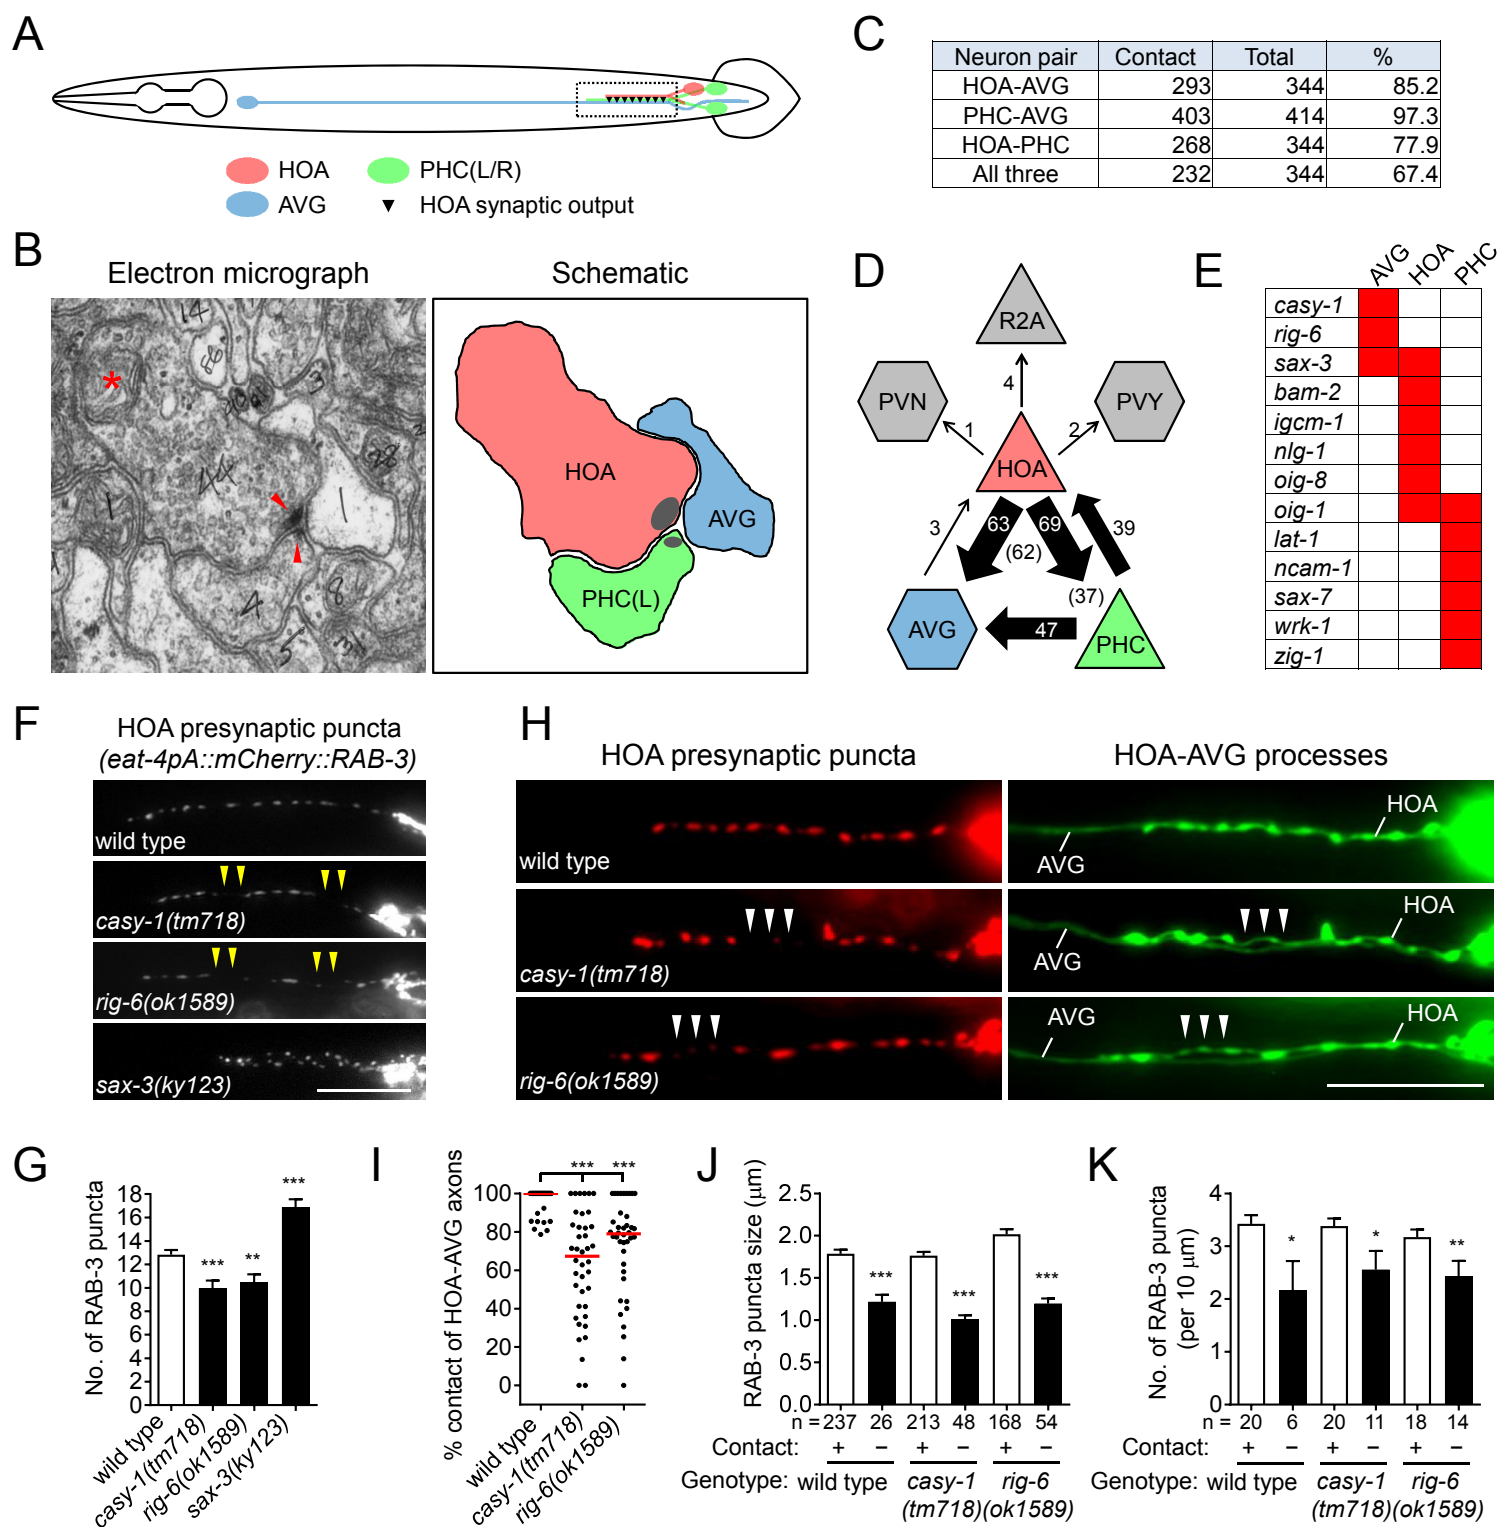 A
HOA
PHC(L/R)
AVG
HOA synaptic output
B
Electron micrograph
Schematic
14
86
3
44
1
1
28
4
8
5
31
*
HOA
AVG
PHC(L)
C
Neuron pair Contact Total %
HOA-AVG 293 344 85.2
PHC-AVG 403 414 97.3
HOA-PHC 268 344 77.9
All three 232 344 67.4
D
R2A
PVN
PVY
4
1
2
HOA
3
63
69
39
(62)
(37)
AVG
47
PHC
E
AVG
HOA
PHC
casy-1
rig-6
sax-3
bam-2
igcm-1
nlg-1
oig-8
oig-1
lat-1
ncam-1
sax-7
wrk-1
zig-1
F
HOA presynaptic puncta
(eat-4pA::mCherry::RAB-3)
wild type
casy-1(tm718)
rig-6(ok1589)
sax-3(ky123)
H
HOA presynaptic puncta
HOA-AVG processes
wild type
HOA
AVG
casy-1(tm718)
HOA
AVG
rig-6(ok1589)
AVG
HOA
G
No. of RAB-3 puncta
18
16
14
12
10
8
6
4
2
0
***
**
***
wild type
casy-1(tm718)
rig-6(ok1589)
sax-3(ky123)
I
% contact of HOA-AVG axons
100
80
60
40
20
0
*** ***
wild type
casy-1(tm718)
rig-6(ok1589)
J
RAB-3 puncta size (μm)
2.5
2.0
1.5
1.0
0.5
0.0
***
***
***
n = 237 26 213 48 168 54
Contact: + − + − + −
Genotype: wild type casy-1 rig-6
(tm718) (ok1589)
K
No. of RAB-3 puncta
(per 10 μm)
4
3
2
1
0
*
*
**
n = 20 6 20 11 18 14
Contact: + − + − + −
Genotype: wild type casy-1 rig-6
(tm718) (ok1589)